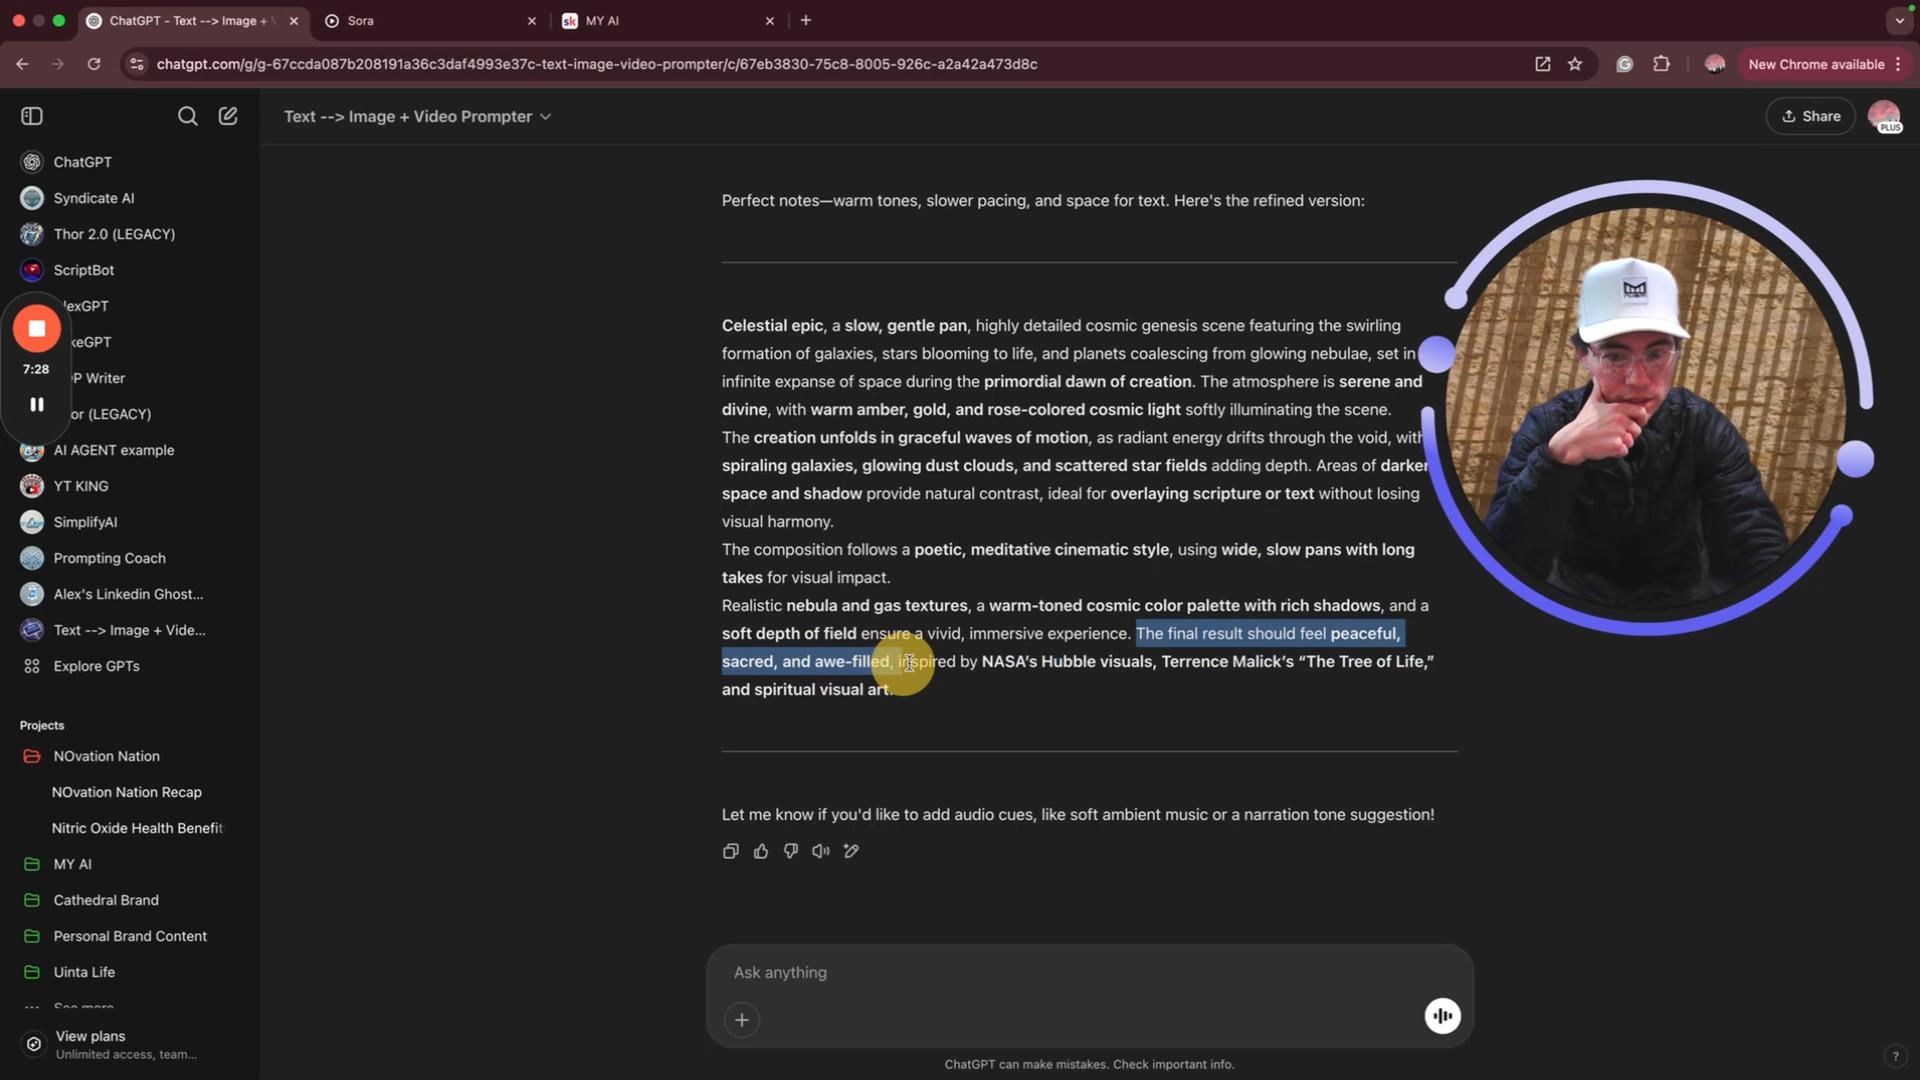 ChatGPT - Text --> Image + V
Sora
sk MY AI
chatgpt.com/g/g-67ccda087b208191a36c3daf4993e37c-text-image-video-prompter/c/67eb3830-75c8-8005-926c-a2a42a473d8c
New Chrome available
Text --> Image + Video Prompter
Share
PLUS
ChatGPT
Syndicate AI
Thor 2.0 (LEGACY)
ScriptBot
lexGPT
keGPT
P Writer
or (LEGACY)
7:28
AI AGENT example
YT KING
SimplifyAI
Prompting Coach
Alex's Linkedin Ghost...
Text --> Image + Vide...
Explore GPTs
Projects
NOvation Nation
NOvation Nation Recap
Nitric Oxide Health Benefit
MY AI
Cathedral Brand
Personal Brand Content
Uinta Life
See more
View plans
Unlimited access, team...
Perfect notes—warm tones, slower pacing, and space for text. Here's the refined version:
Celestial epic, a slow, gentle pan, highly detailed cosmic genesis scene featuring the swirling
formation of galaxies, stars blooming to life, and planets coalescing from glowing nebulae, set in
infinite expanse of space during the primordial dawn of creation. The atmosphere is serene and
divine, with warm amber, gold, and rose-colored cosmic light softly illuminating the scene.
The creation unfolds in graceful waves of motion, as radiant energy drifts through the void, with
spiraling galaxies, glowing dust clouds, and scattered star fields adding depth. Areas of darker
space and shadow provide natural contrast, ideal for overlaying scripture or text without losing
visual harmony.
The composition follows a poetic, meditative cinematic style, using wide, slow pans with long
takes for visual impact.
Realistic nebula and gas textures, a warm-toned cosmic color palette with rich shadows, and a
soft depth of field ensure a vivid, immersive experience. The final result should feel peaceful,
sacred, and awe-filled, inspired by NASA's Hubble visuals, Terrence Malick's “The Tree of Life,”
and spiritual visual art.
Let me know if you'd like to add audio cues, like soft ambient music or a narration tone suggestion!
Ask anything
ChatGPT can make mistakes. Check important info.
?